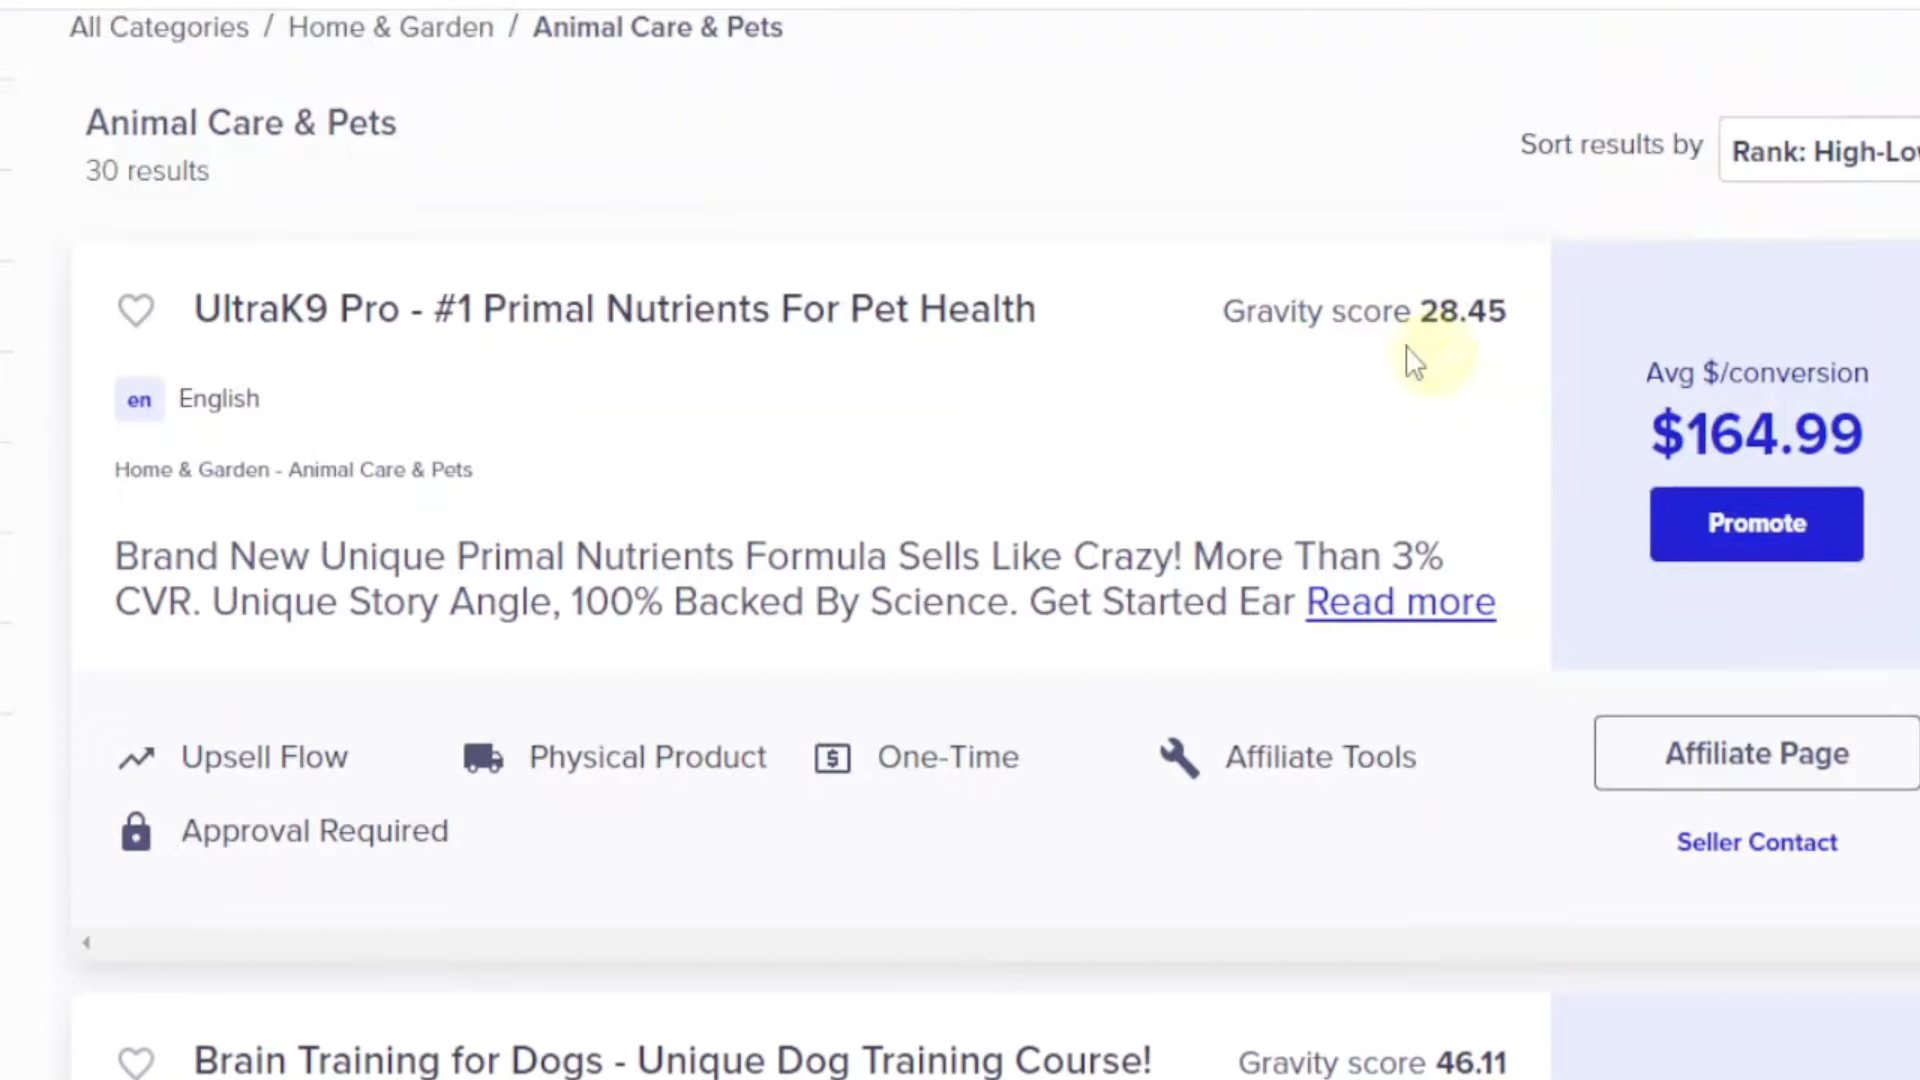 All Categories / Home & Garden / Animal Care & Pets
Animal Care & Pets
30 results
Sort results by
Rank: High-Lo
UltraK9 Pro - #1 Primal Nutrients For Pet Health
Gravity score 28.45
en English
Home & Garden - Animal Care & Pets
Brand New Unique Primal Nutrients Formula Sells Like Crazy! More Than 3%
CVR. Unique Story Angle, 100% Backed By Science. Get Started Ear Read more
Avg $/conversion
$164.99
Promote
Upsell Flow
Physical Product
One-Time
Affiliate Tools
Approval Required
Affiliate Page
Seller Contact
Brain Training for Dogs - Unique Dog Training Course!
Gravity score 46.11